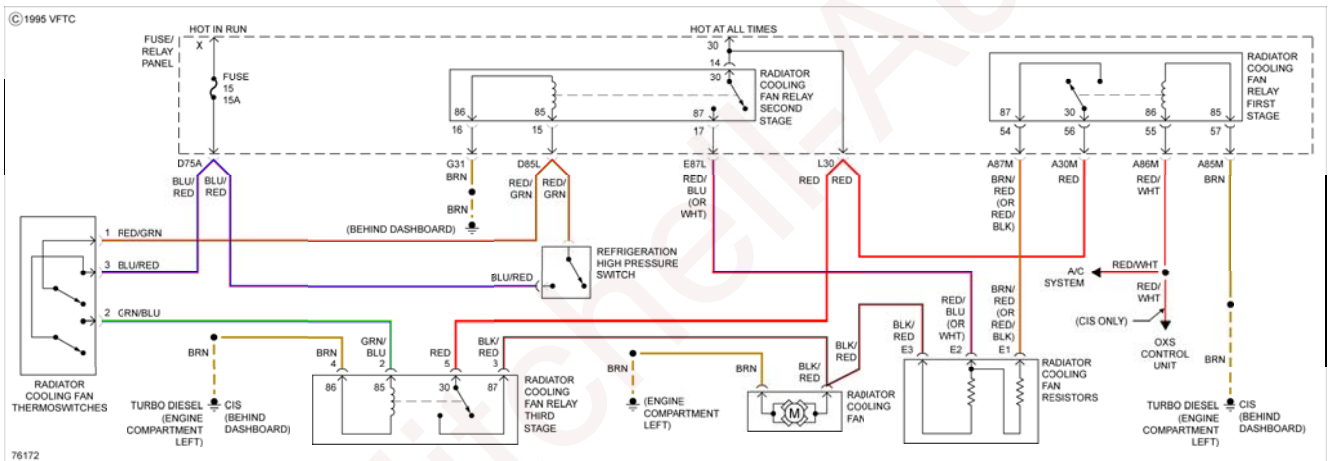 © 1995 VFTC
HOT IN RUN
HOT AT ALL TIMES
FUSE/
RELAY
PANEL
X
FUSE
15
15A
30
14
30
RADIATOR
COOLING
FAN RELAY
SECOND
STAGE
86
85
87
16
15
17
RADIATOR
COOLING
FAN
RELAY
FIRST
STAGE
87
30
86
85
54
56
55
57
D75A
G31
D85L
E87L
L30
A87M
A30M
A86M
A85M
BLU/
RED
BLU/
RED
BRN
BRN
RED/
GRN
RED/
GRN
RED/
BLU
(OR
WHT)
RED
RED
BRN/
RED
(OR
RED/
BLK)
RED
RED/
WHT
BRN
(BEHIND DASHBOARD)
1 RED/GRN
3 BLU/RED
2 GRN/BLU
RADIATOR
COOLING FAN
THERMOSWITCHES
BLU/RED
REFRIGERATION
HIGH PRESSURE
SWITCH
A/C
SYSTEM
RED/WHT
RED/
WHT
(CIS ONLY)
OXS
CONTROL
UNIT
BRN
BRN
4
GRN/
BLU
2
RED
5
BLK/
RED
3
86
85
30
87
RADIATOR
COOLING
FAN RELAY
THIRD
STAGE
TURBO DIESEL
(ENGINE
COMPARTMENT
LEFT)
CIS
(BEHIND
DASHBOARD)
BRN
(ENGINE
COMPARTMENT
LEFT)
BRN
BLK/
RED
BLK/
RED
M
RADIATOR
COOLING
FAN
BLK/
RED
E3
RED/
BLU
(OR
WHT)
E2
BRN/
RED
(OR
RED/
BLK)
E1
RADIATOR
COOLING
FAN
RESISTORS
BRN
TURBO DIESEL
(ENGINE
COMPARTMENT
LEFT)
CIS
(BEHIND
DASHBOARD)
76172